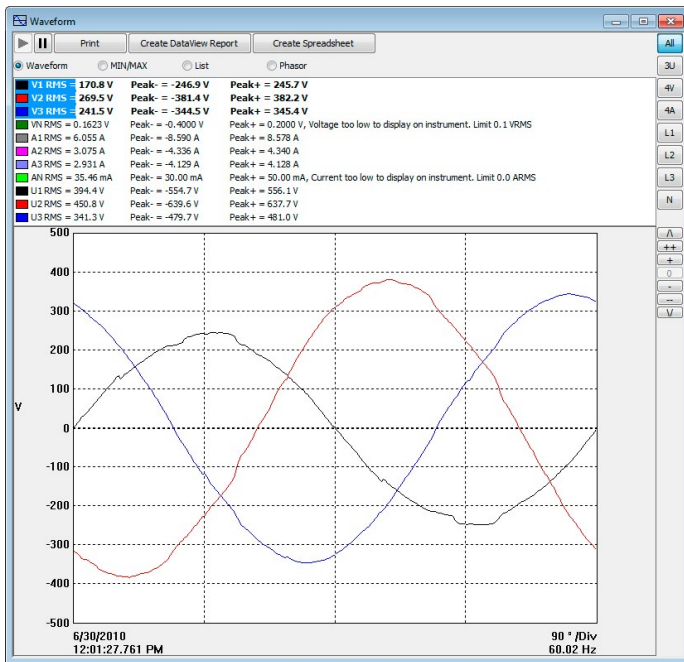 Waveform
Print Create DataView Report Create Spreadsheet All
Waveform MIN/MAX List Phasor 3U
V1 RMS = 170.8 V Peak- = -246.9 V Peak+ = 245.7 V
V2 RMS = 269.5 V Peak- = -381.4 V Peak+ = 382.2 V
V3 RMS = 241.5 V Peak- = -344.5 V Peak+ = 345.4 V
VN RMS = 0.1623 V Peak- = -0.4000 V Peak+ = 0.2000 V, Voltage too low to display on instrument. Limit 0.1 VRMS
A1 RMS = 6.055 A Peak- = -8.590 A Peak+ = 8.578 A
A2 RMS = 3.075 A Peak- = -4.336 A Peak+ = 4.340 A
A3 RMS = 2.931 A Peak- = -4.129 A Peak+ = 4.128 A
AN RMS = 35.46 mA Peak- = 30.00 mA Peak+ = 50.00 mA, Current too low to display on instrument. Limit 0.0 ARMS
U1 RMS = 394.4 V Peak- = -554.7 V Peak+ = 556.1 V
U2 RMS = 450.8 V Peak- = -639.6 V Peak+ = 637.7 V
U3 RMS = 341.3 V Peak- = -479.7 V Peak+ = 481.0 V
4V
4A
L1
L2
L3
N
/\
++
+
0
-
--
\/
500
400
300
200
100
V
0
-100
-200
-300
-400
-500
6/30/2010 90 ° /Div
12:01:27.761 PM 60.02 Hz